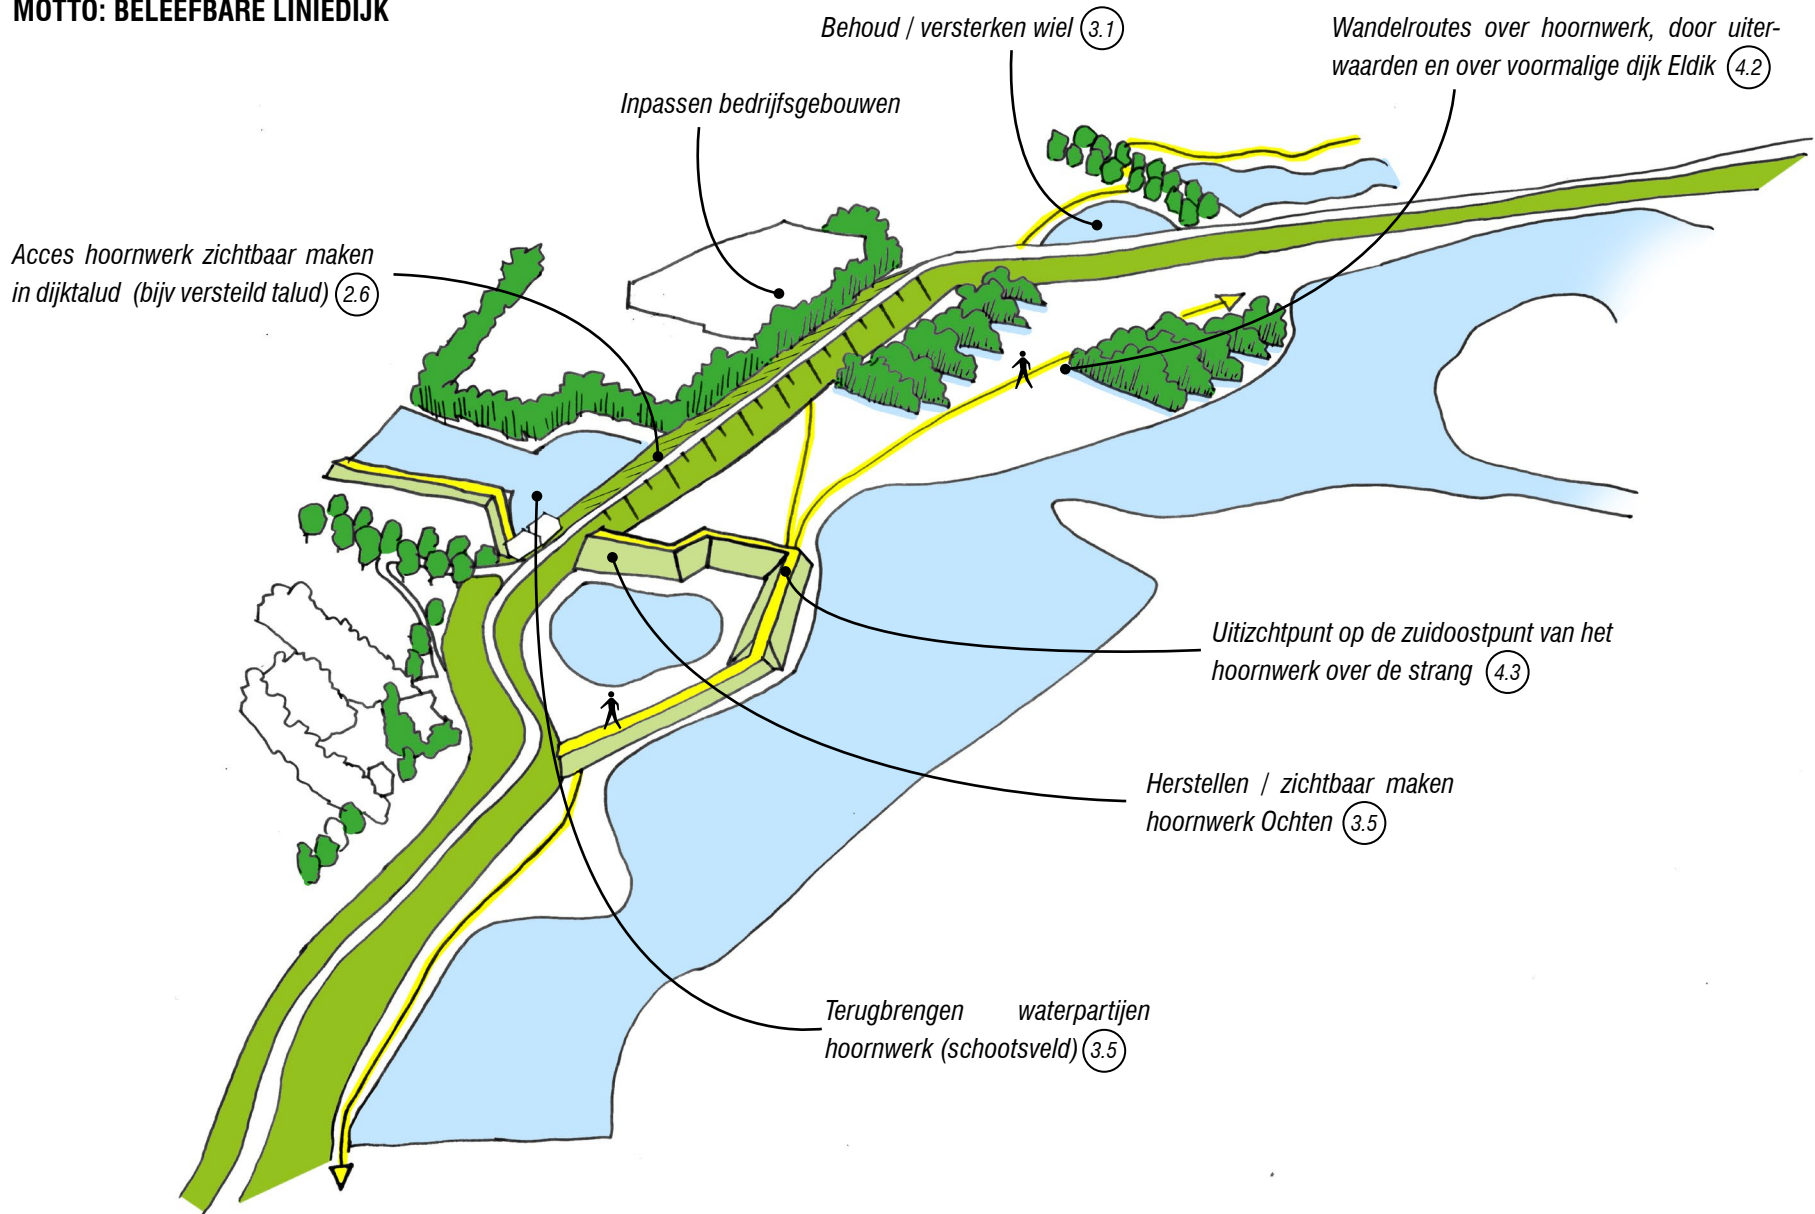 MOTTO: BELEEFBARE LINIEDIJK
Behoud / versterken wiel 3.1
Wandelroutes over hoornwerk, door uiter-
waarden en over voormalige dijk Eldik 4.2
Inpassen bedrijfsgebouwen
Acces hoornwerk zichtbaar maken
in dijktalud (bijv versteild talud) 2.6
Uitizchtpunt op de zuidoostpunt van het
hoornwerk over de strang 4.3
Herstellen / zichtbaar maken
hoornwerk Ochten 3.5
Terugbrengen waterpartijen
hoornwerk (schootsveld) 3.5